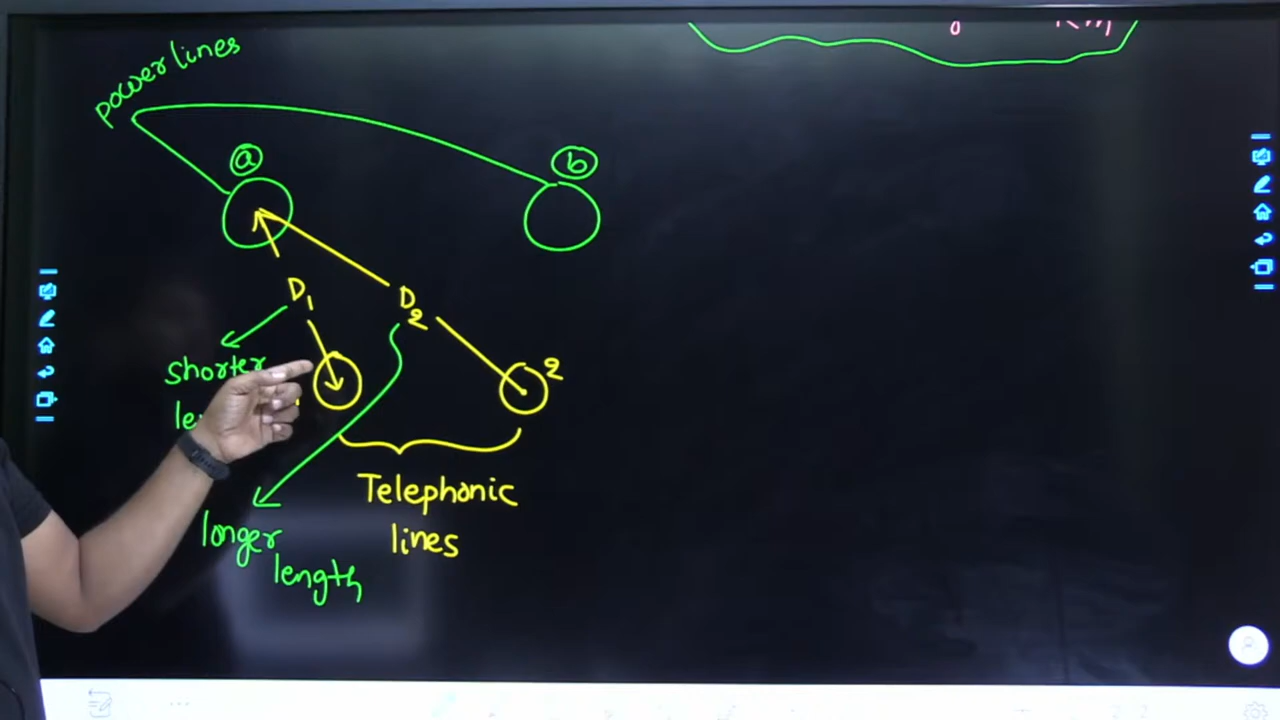 power lines
a
b
D1
D2
shorter
2
Telephonic
lines
longer
length